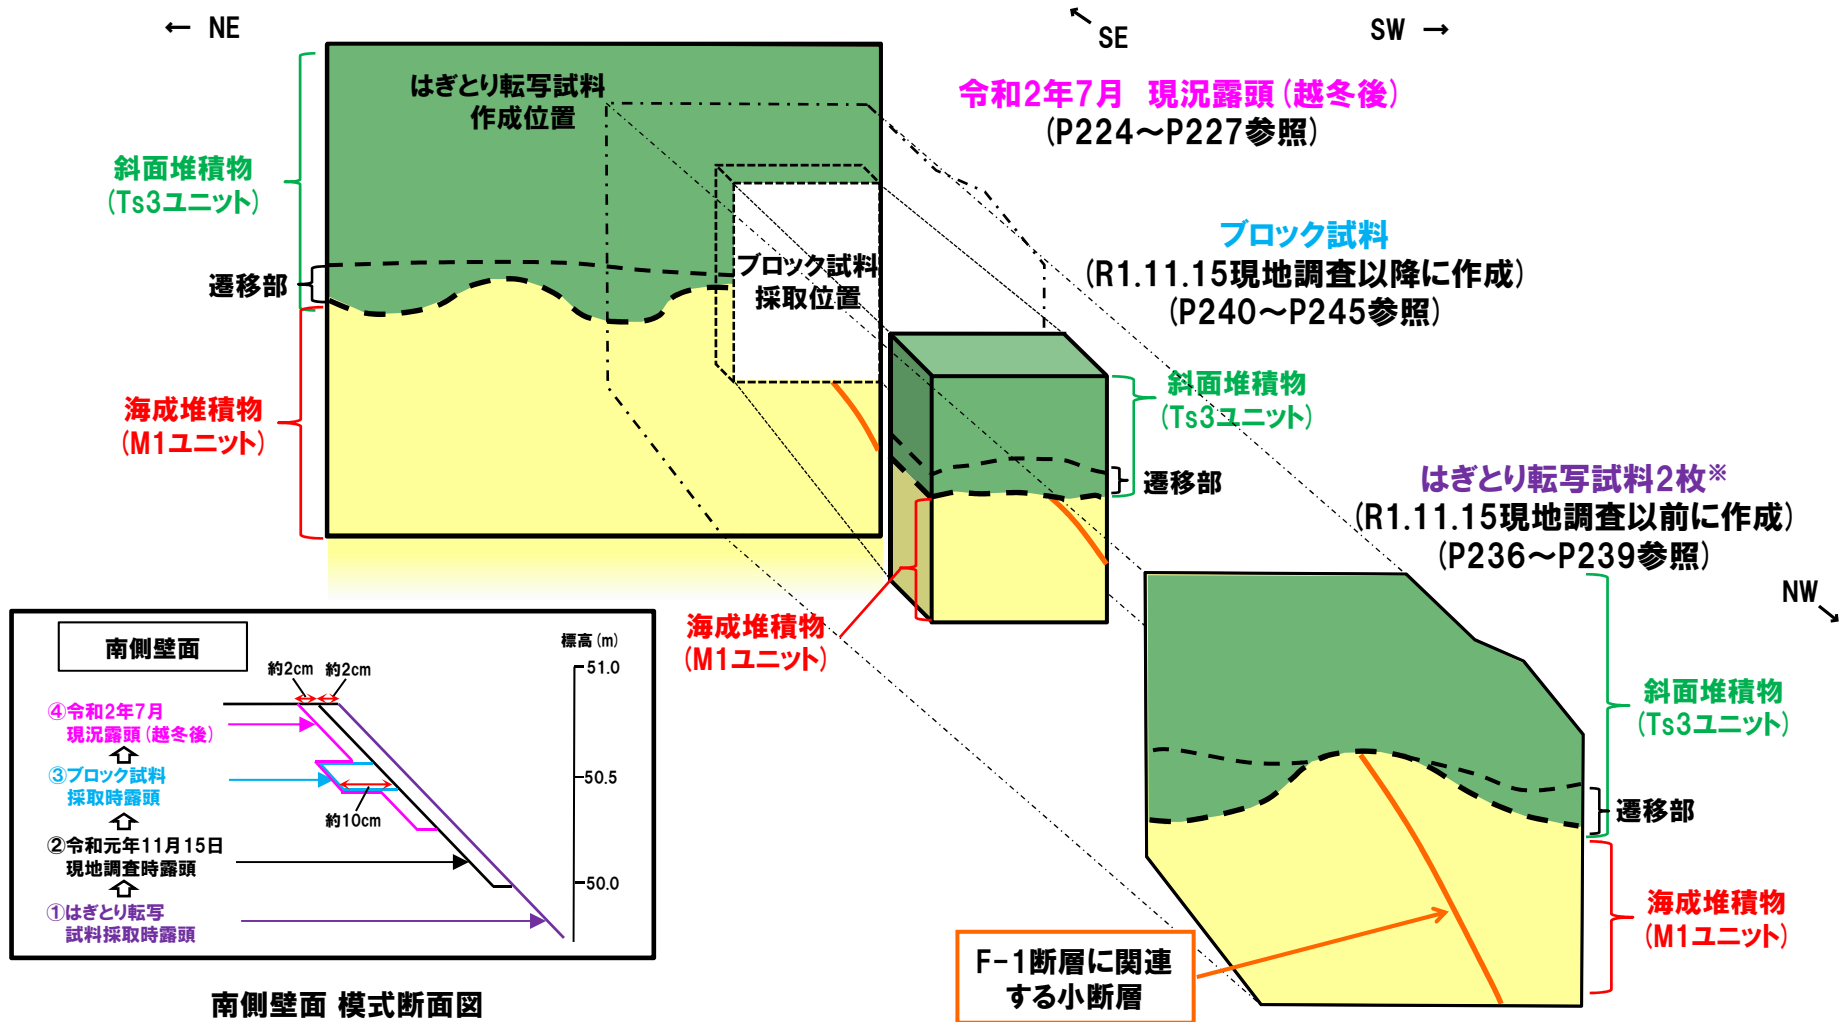 ← NE
SE
SW →
はぎとり転写試料
作成位置
令和2年7月 現況露頭(越冬後)
(P224～P227参照)
斜面堆積物
(Ts3ユニット)
ブロック試料
(R1.11.15現地調査以降に作成)
(P240～P245参照)
遷移部
ブロック試料
採取位置
海成堆積物
(M1ユニット)
斜面堆積物
(Ts3ユニット)
遷移部
はぎとり転写試料2枚※
(R1.11.15現地調査以前に作成)
(P236～P239参照)
NW
海成堆積物
(M1ユニット)
斜面堆積物
(Ts3ユニット)
遷移部
海成堆積物
(M1ユニット)
F-1断層に関連
する小断層
南側壁面
標高(m)
約2cm 約2cm
51.0
④令和2年7月
現況露頭(越冬後)
③ブロック試料
採取時露頭
50.5
約10cm
②令和元年11月15日
現地調査時露頭
50.0
①はぎとり転写
試料採取時露頭
南側壁面 模式断面図